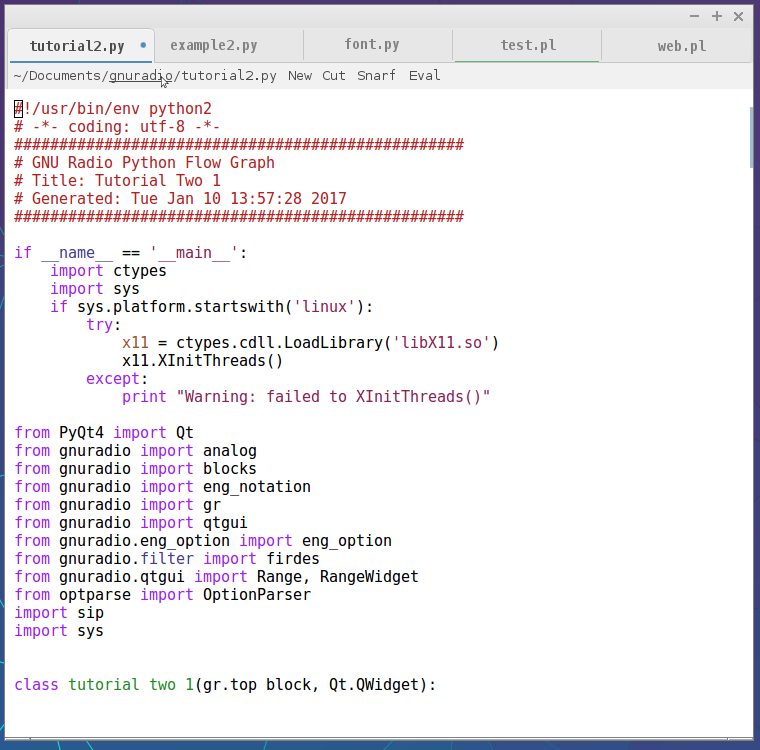 tutorial2.py example2.py font.py test.pl web.pl
~/Documents/gnuradio/tutorial2.py New Cut Snarf Eval
#!/usr/bin/env python2
# -*- coding: utf-8 -*-
##################################################
# GNU Radio Python Flow Graph
# Title: Tutorial Two 1
# Generated: Tue Jan 10 13:57:28 2017
##################################################
if __name__ == '__main__':
    import ctypes
    import sys
    if sys.platform.startswith('linux'):
        try:
            x11 = ctypes.cdll.LoadLibrary('libX11.so')
            x11.XInitThreads()
        except:
            print "Warning: failed to XInitThreads()"
from PyQt4 import Qt
from gnuradio import analog
from gnuradio import blocks
from gnuradio import eng_notation
from gnuradio import gr
from gnuradio import qtgui
from gnuradio.eng_option import eng_option
from gnuradio.filter import firdes
from gnuradio.qtgui import Range, RangeWidget
from optparse import OptionParser
import sip
import sys
class tutorial two 1(gr.top block, Qt.QWidget):